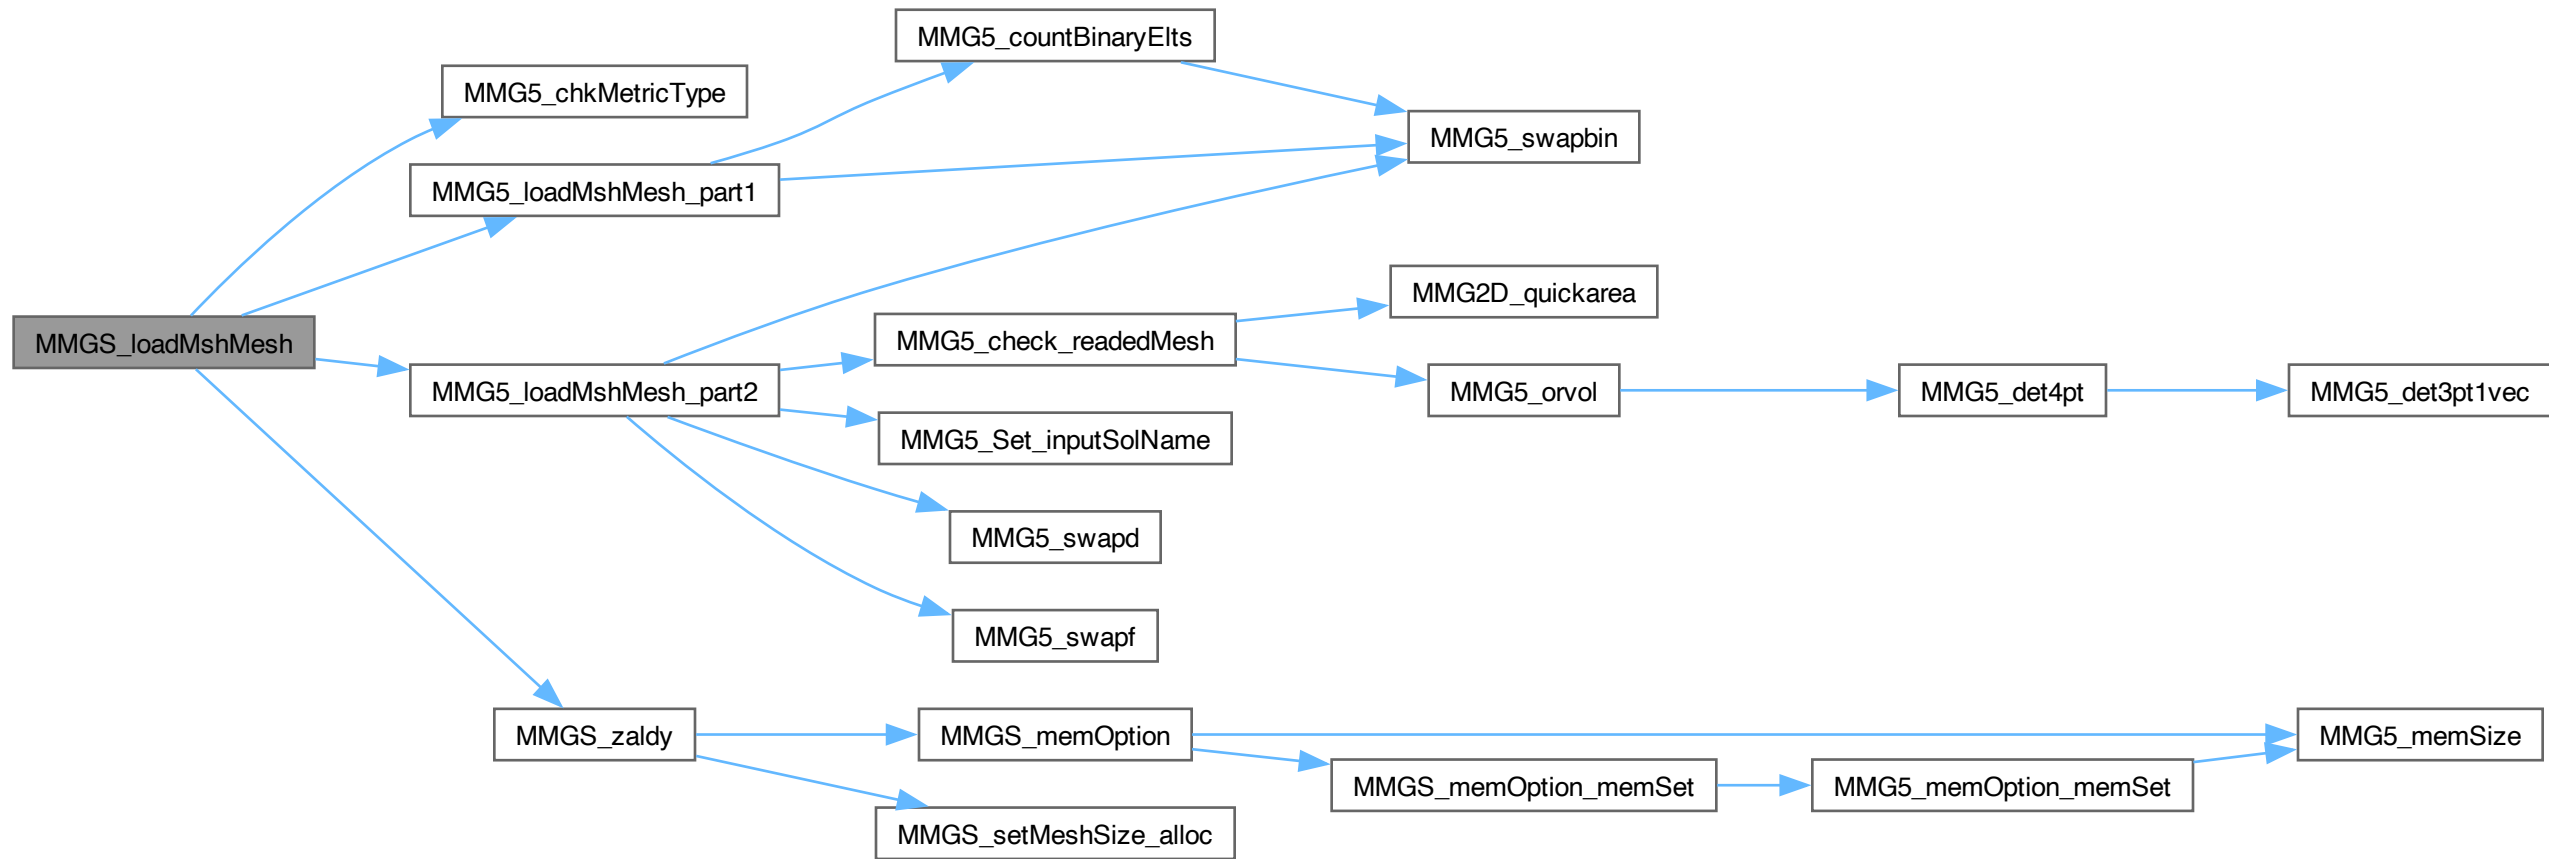 MMG5_countBinaryElts
MMG5_chkMetricType
MMG5_swapbin
MMG5_loadMshMesh_part1
MMG2D_quickarea
MMGS_loadMshMesh
MMG5_check_readedMesh
MMG5_loadMshMesh_part2
MMG5_orvol
MMG5_det4pt
MMG5_det3pt1vec
MMG5_Set_inputSolName
MMG5_swapd
MMG5_swapf
MMGS_zaldy
MMGS_memOption
MMG5_memSize
MMGS_memOption_memSet
MMG5_memOption_memSet
MMGS_setMeshSize_alloc